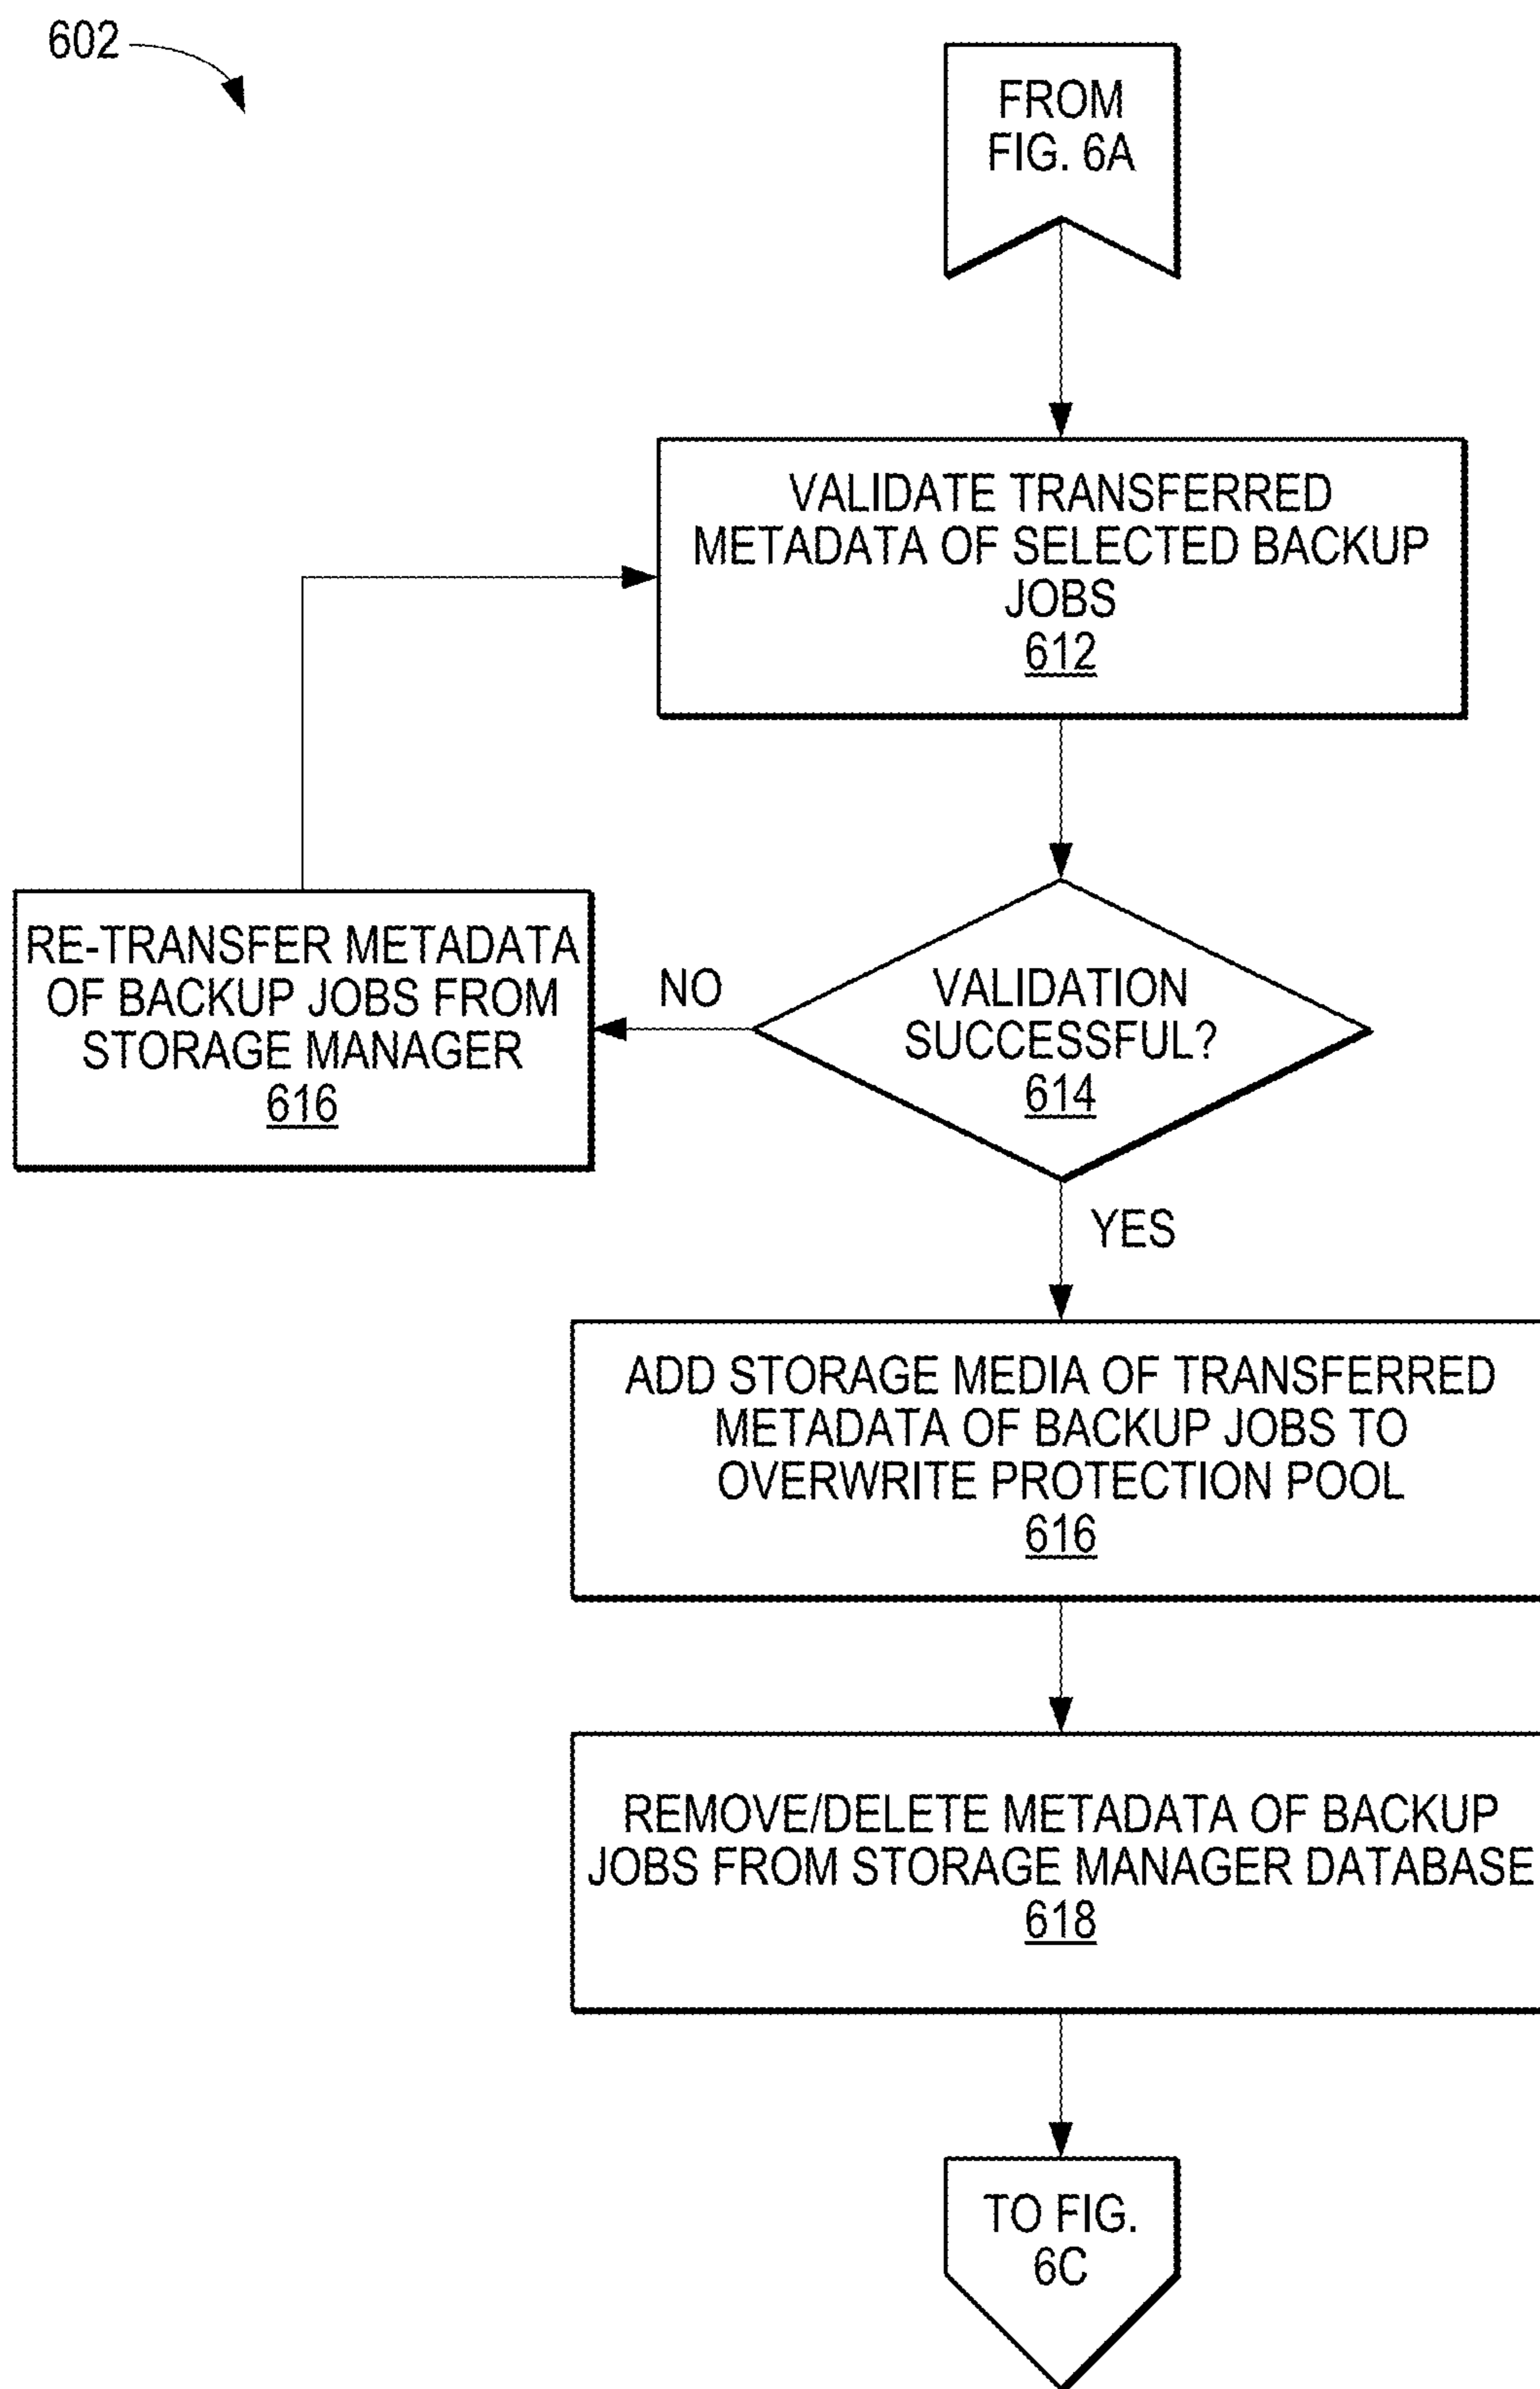 602
FROM
FIG. 6A
VALIDATE TRANSFERRED
METADATA OF SELECTED BACKUP
JOBS
612
RE-TRANSFER METADATA
OF BACKUP JOBS FROM
STORAGE MANAGER
616
NO
VALIDATION
SUCCESSFUL?
614
YES
ADD STORAGE MEDIA OF TRANSFERRED
METADATA OF BACKUP JOBS TO
OVERWRITE PROTECTION POOL
616
REMOVE/DELETE METADATA OF BACKUP
JOBS FROM STORAGE MANAGER DATABASE
618
TO FIG.
6C